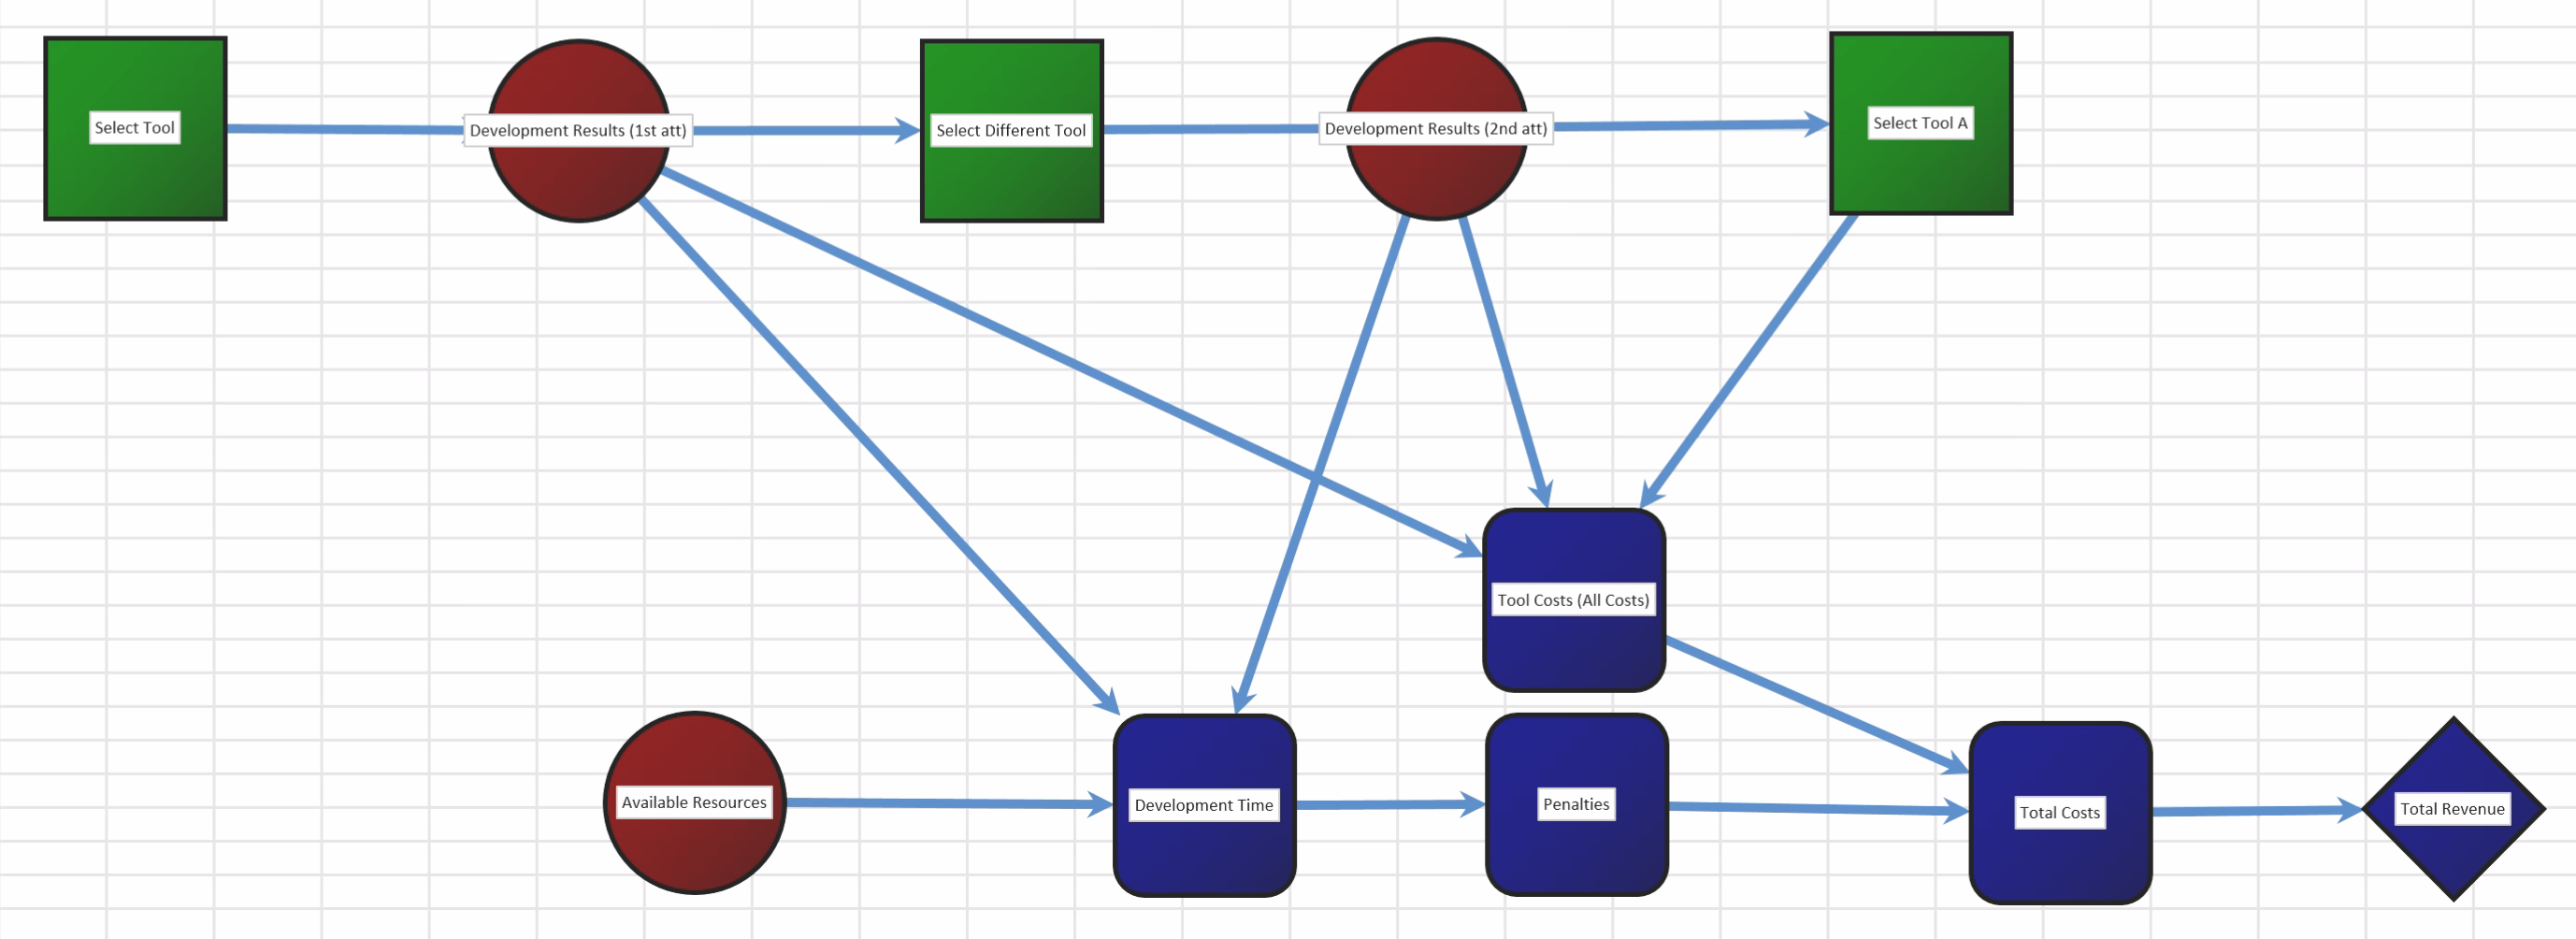 Select Tool
Development Results (1st att)
Select Different Tool
Development Results (2nd att)
Select Tool A
Tool Costs (All Costs)
Available Resources
Development Time
Penalties
Total Costs
Total Revenue